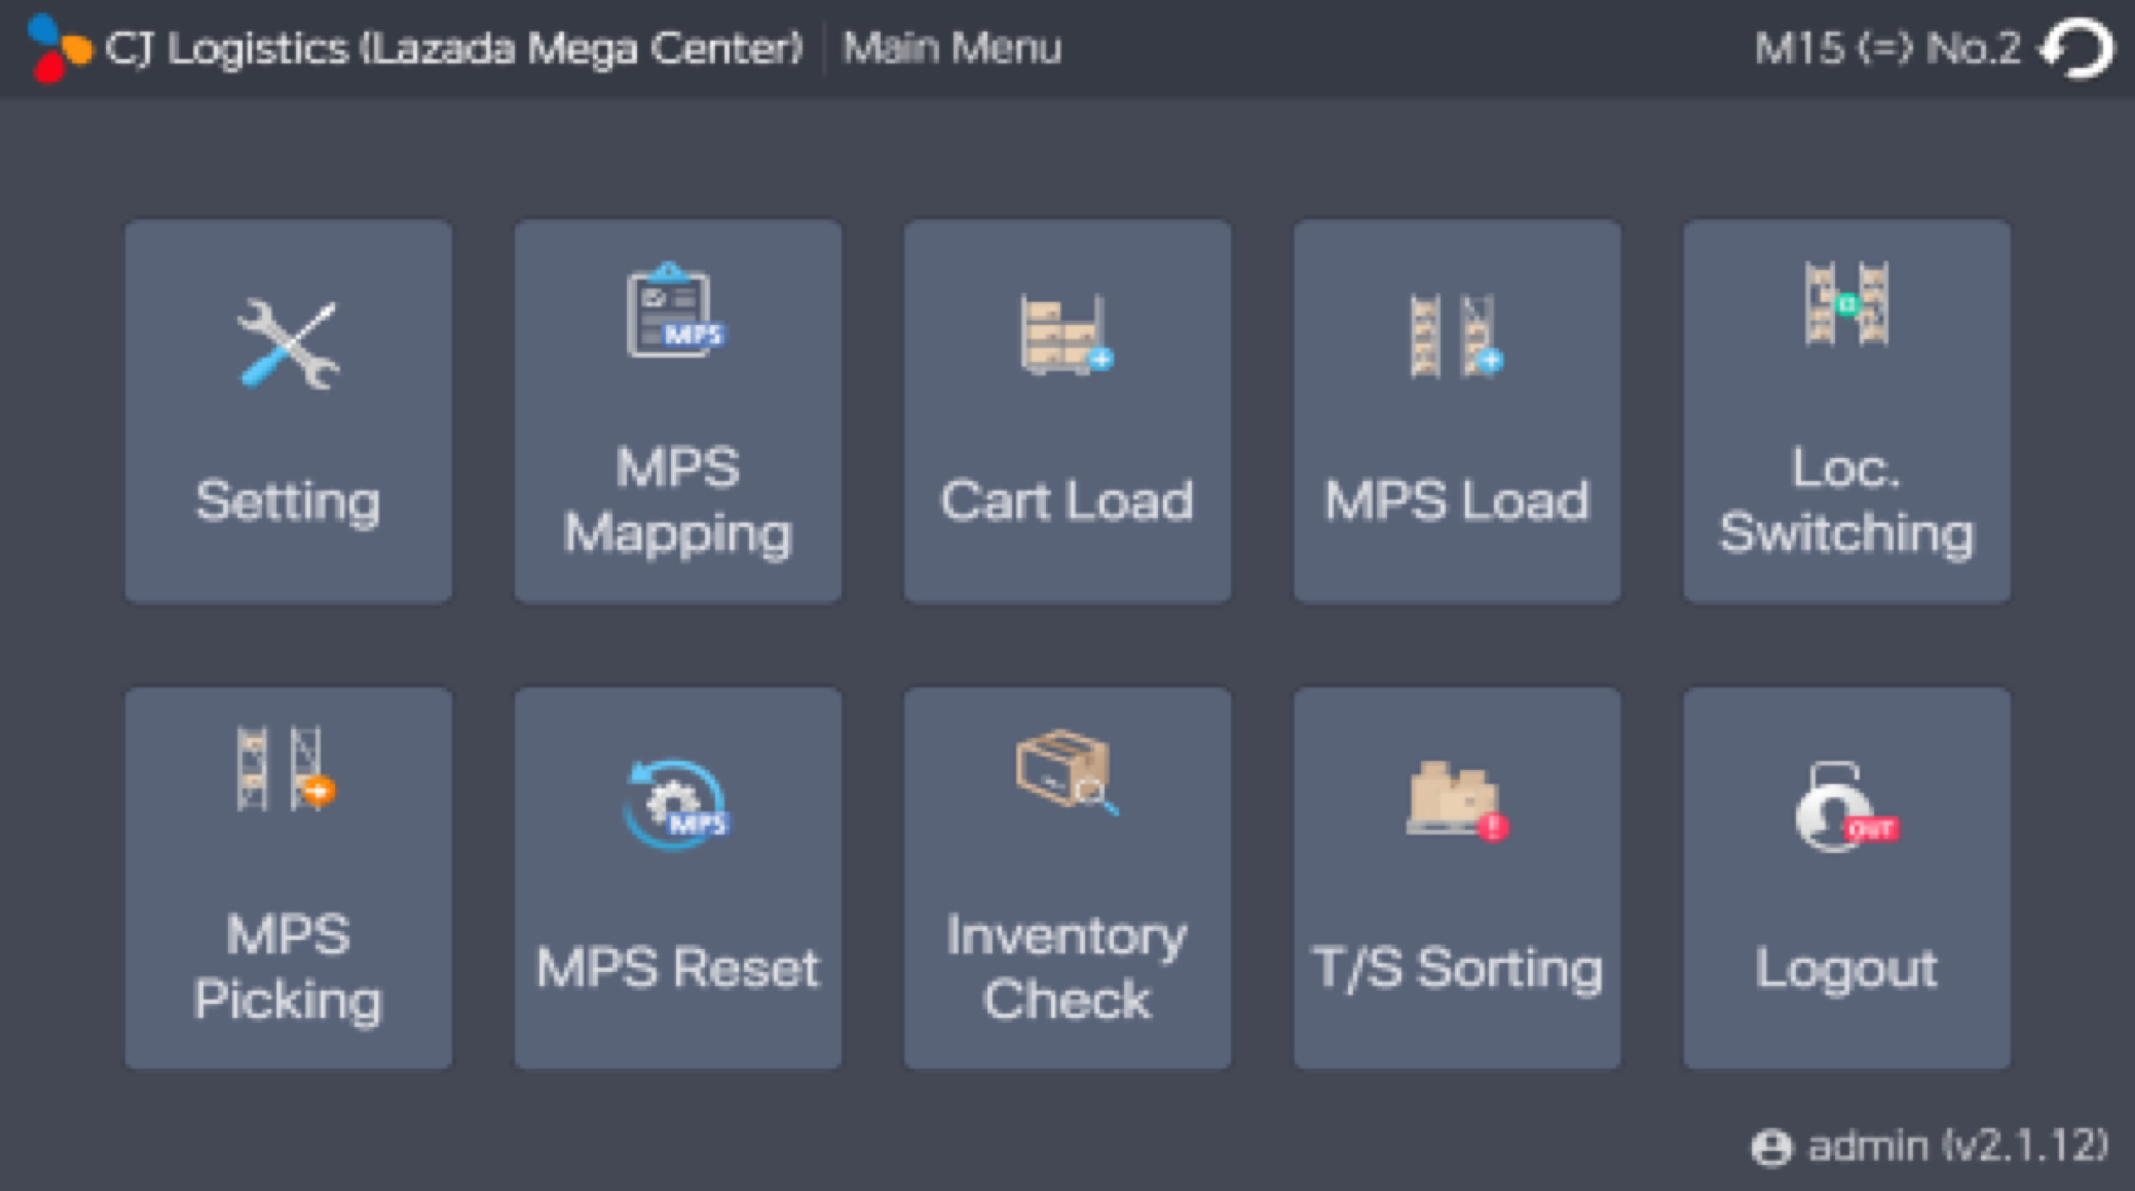 CJ Logistics (Lazada Mega Center) Main Menu
M15 (=) No.2
Setting
MPS
MPS
Mapping
Cart Load
MPS Load
Loc.
Switching
MPS
Picking
MPS
MPS Reset
Inventory
Check
T/S Sorting
OUT
Logout
admin (v2.1.12)